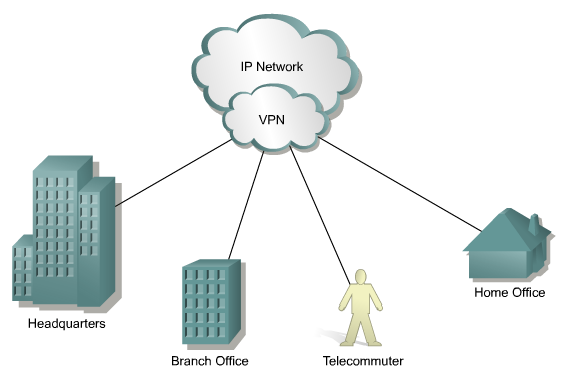 IP Network
VPN
Headquarters
Branch Office
Telecommuter
Home Office